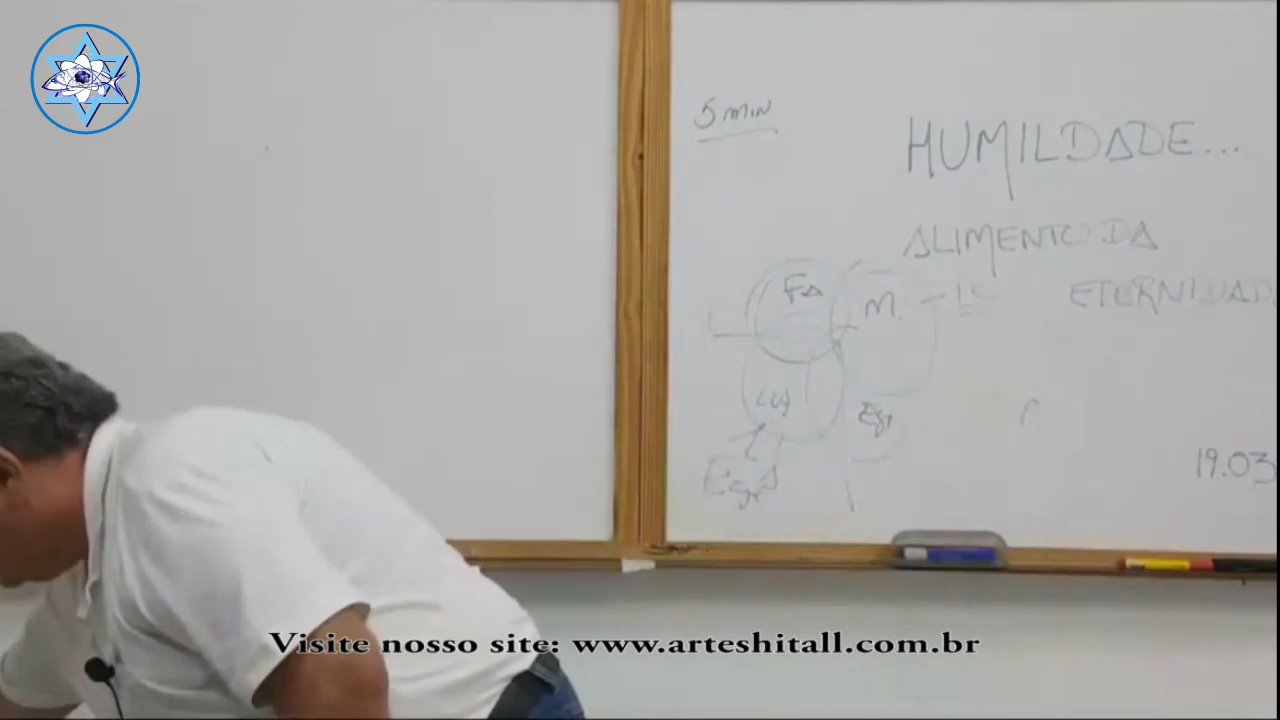 5 MIN
HUMILDADE...
ALIMENTO DA
ETERNIDAD
M.
19.03
Visite nosso site: www.arteshitall.com.br